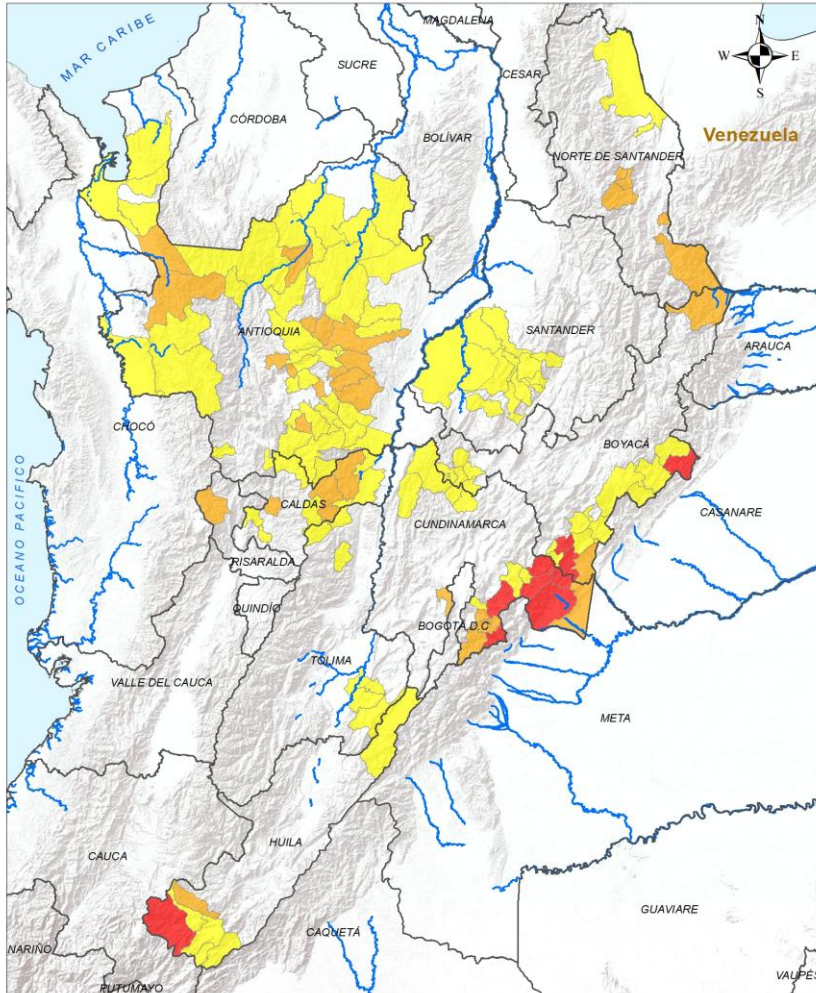 MAR CARIBE
MAGDALENA
SUCRE
CESAR
CÓRDOBA
BOLÍVAR
N
W
E
S
Venezuela
NORTE DE SANTANDER
ANTIOQUIA
SANTANDER
ARAUCA
CHOCÓ
BOYACÁ
OCEANO PACIFICO
CALDAS
CUNDINAMARCA
CASANARE
RISARALDA
QUINDÍO
BOGOTÁ,D.C
TOLIMA
VALLE DEL CAUCA
META
HUILA
CAUCA
GUAVIARE
CAQUETÁ
NARIÑO
PUTUMAYO
VAUPÉS